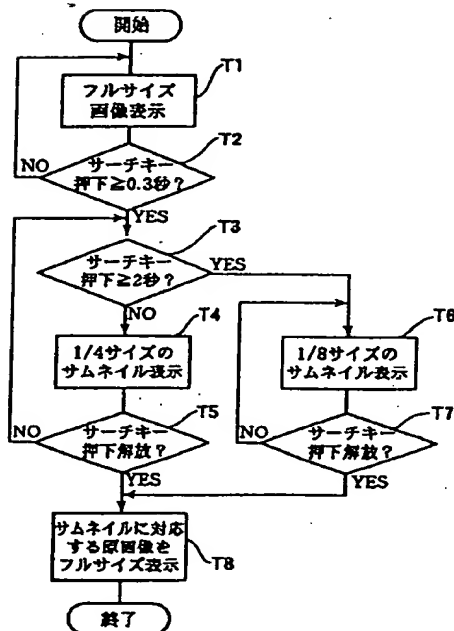 開始
T1
フルサイズ
画像表示
T2
サーチキー
押下≧0.3秒?
NO
YES
T3
サーチキー
押下≧2秒?
YES
NO
T4
1/4サイズの
サムネイル表示
T6
1/8サイズの
サムネイル表示
T5
サーチキー
押下解放?
NO
YES
T7
サーチキー
押下解放?
NO
YES
サムネイルに対応
する原画像を
フルサイズ表示
T8
終了